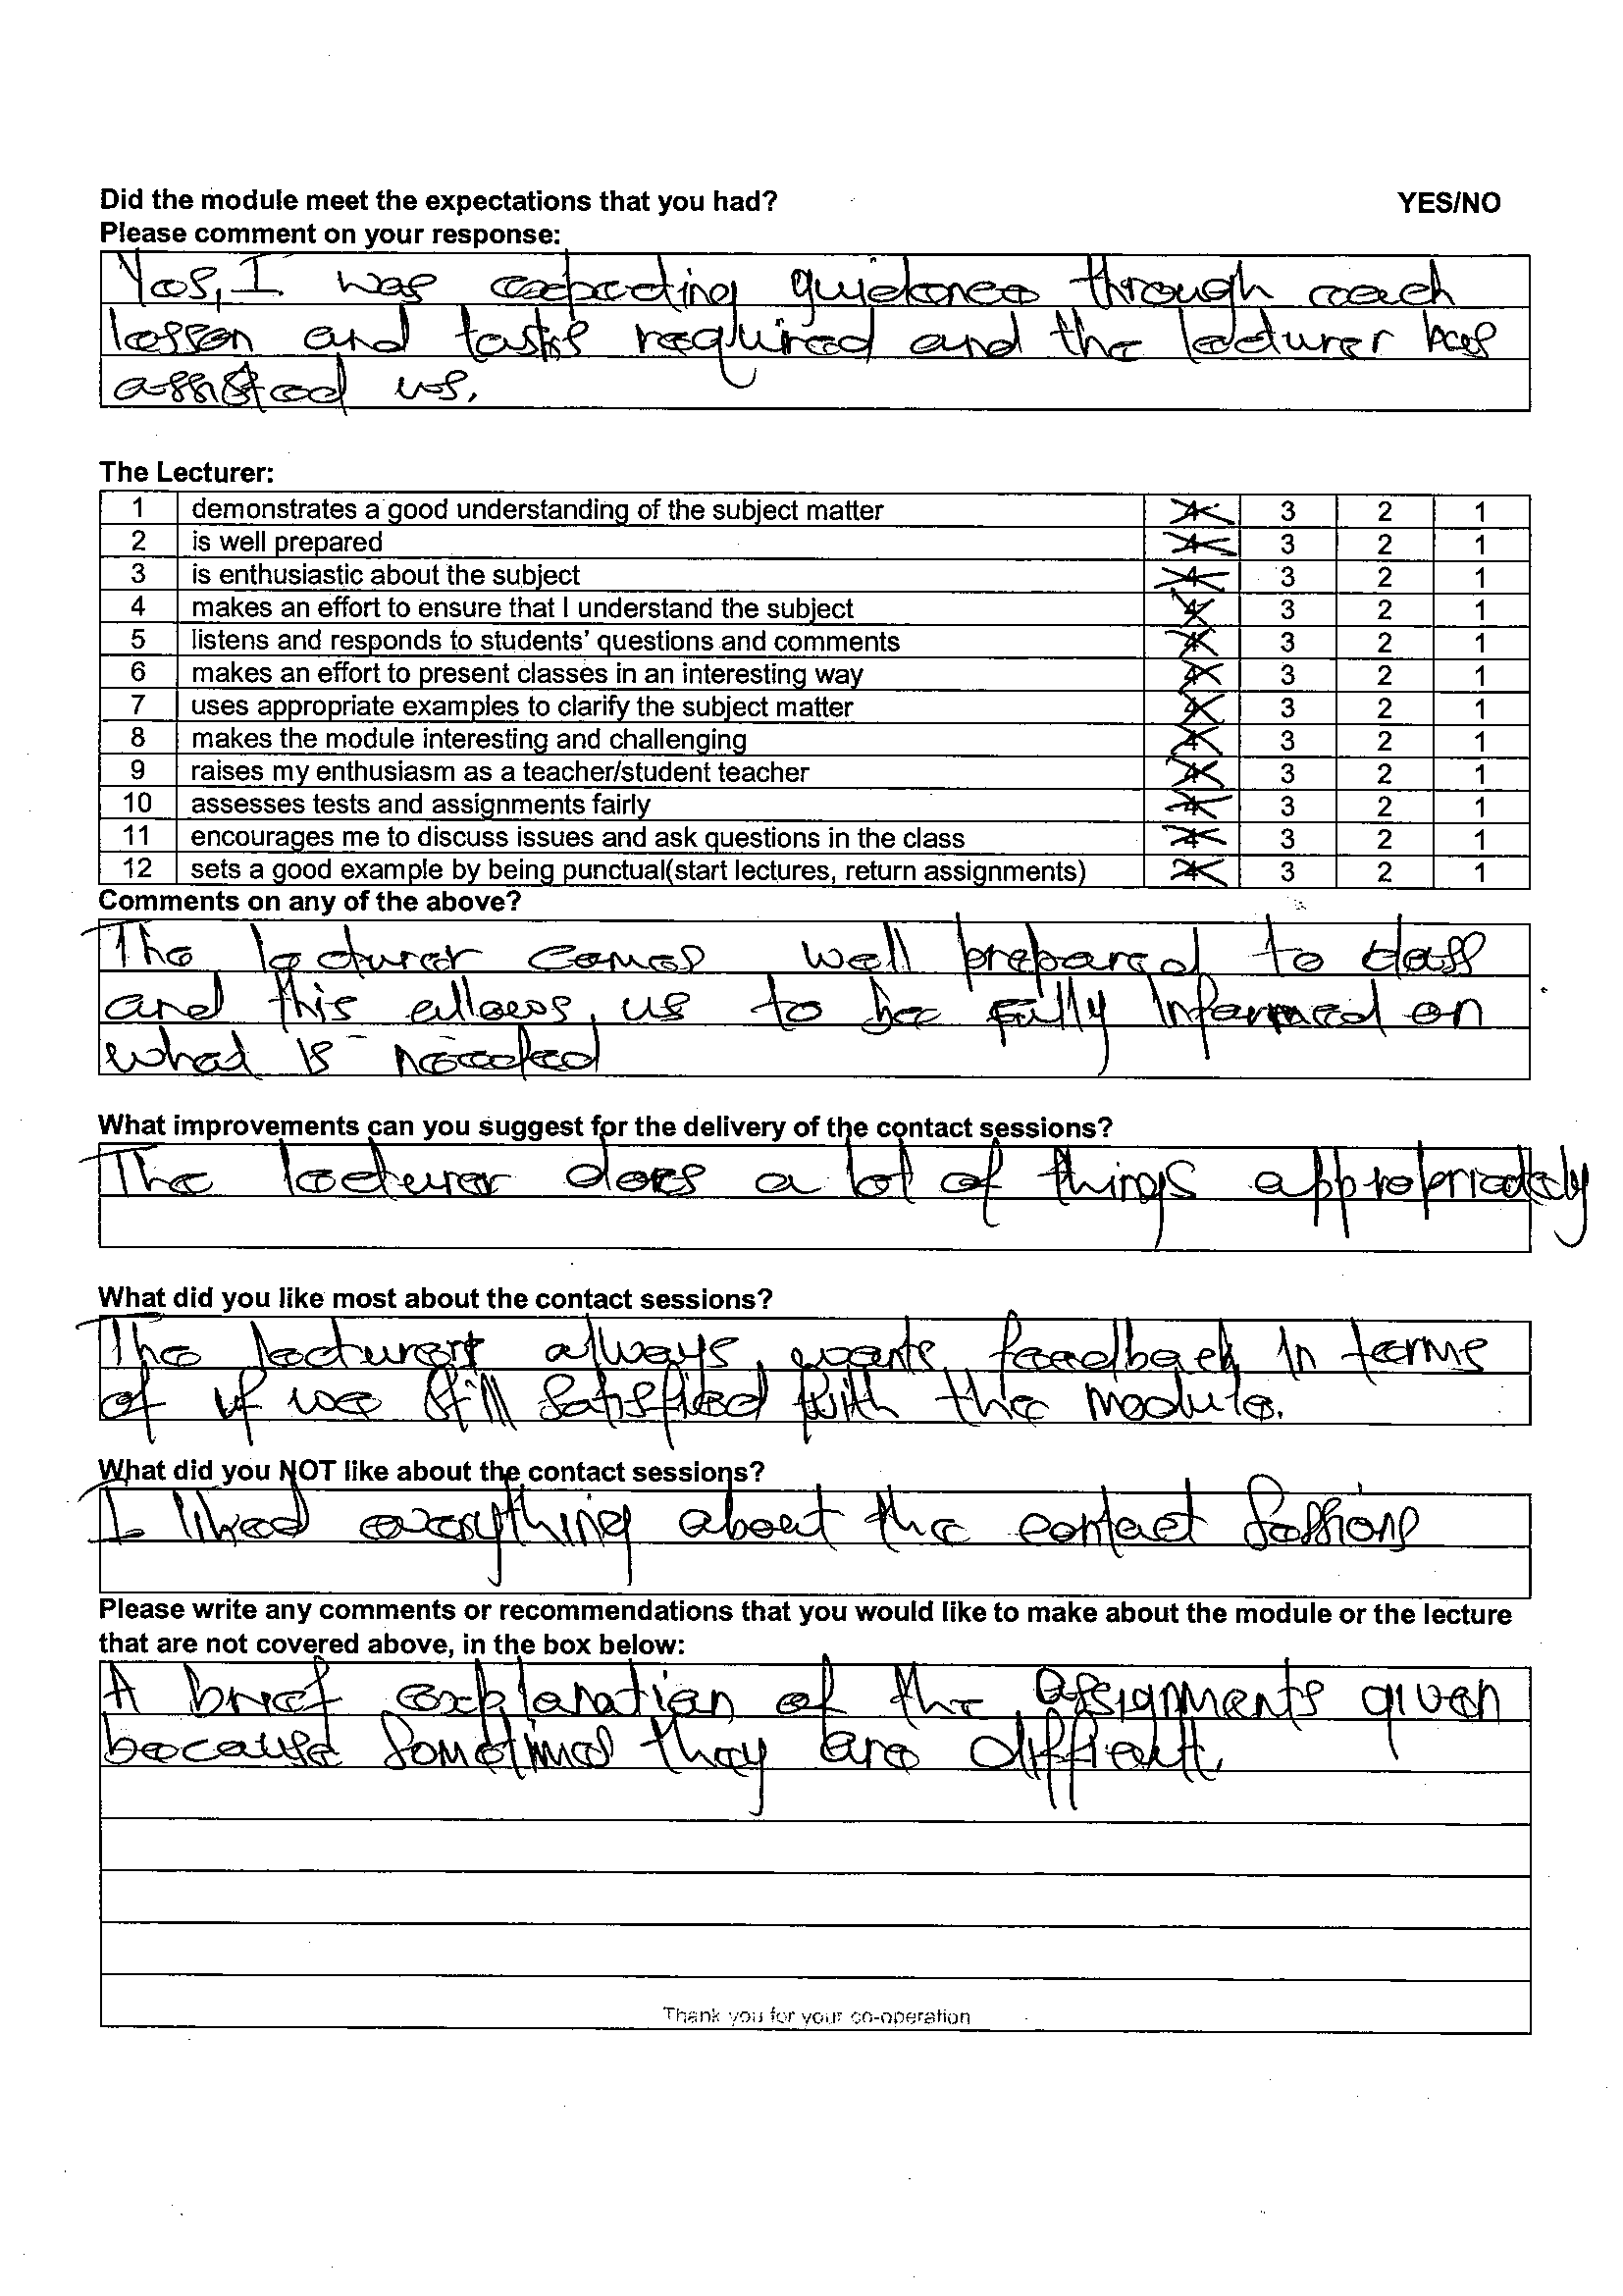 Did the module meet the expectations that you had? YES/NO
Please comment on your response:
Yes, I was expecting guidance through each
lesson and tasks required and the lecturer has
assisted us.
The Lecturer:
1 demonstrates a good understanding of the subject matter 4 3 2 1
2 is well prepared 4 3 2 1
3 is enthusiastic about the subject 4 3 2 1
4 makes an effort to ensure that I understand the subject 4 3 2 1
5 listens and responds to students' questions and comments 4 3 2 1
6 makes an effort to present classes in an interesting way 4 3 2 1
7 uses appropriate examples to clarify the subject matter 4 3 2 1
8 makes the module interesting and challenging 4 3 2 1
9 raises my enthusiasm as a teacher/student teacher 4 3 2 1
10 assesses tests and assignments fairly 4 3 2 1
11 encourages me to discuss issues and ask questions in the class 4 3 2 1
12 sets a good example by being punctual(start lectures, return assignments) 4 3 2 1
Comments on any of the above?
The lecturer comes well prepared to class
and this allows us to be fully informed on
what is needed
What improvements can you suggest for the delivery of the contact sessions?
The lecturer does a lot of things appropriately
What did you like most about the contact sessions?
The lecturer always wants feedback in terms
of if we still satisfied with the module.
What did you NOT like about the contact sessions?
I liked everything about the contact sessions
Please write any comments or recommendations that you would like to make about the module or the lecture
that are not covered above, in the box below:
A brief explanation of the assignments given
because sometimes they are difficult.
Thank you for your co-operation